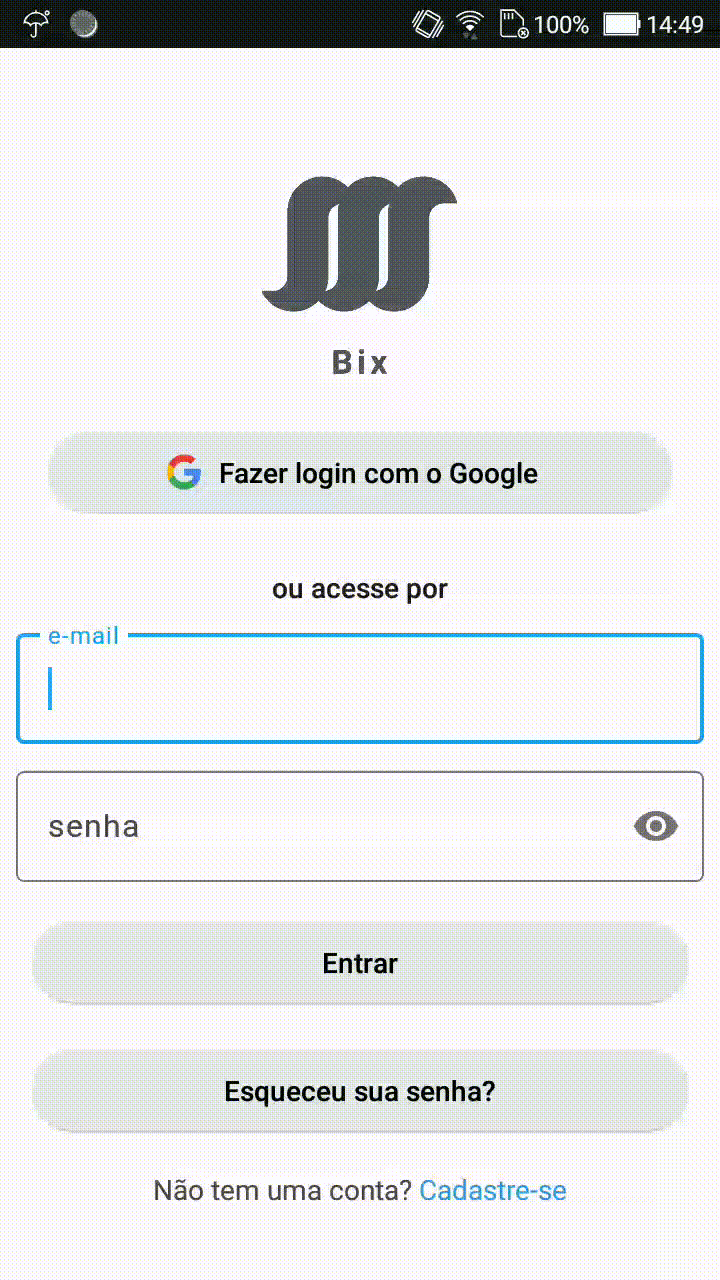 100% 14:49
Bix
Fazer login com o Google
ou acesse por
e-mail
senha
Entrar
Esqueceu sua senha?
Não tem uma conta? Cadastre-se